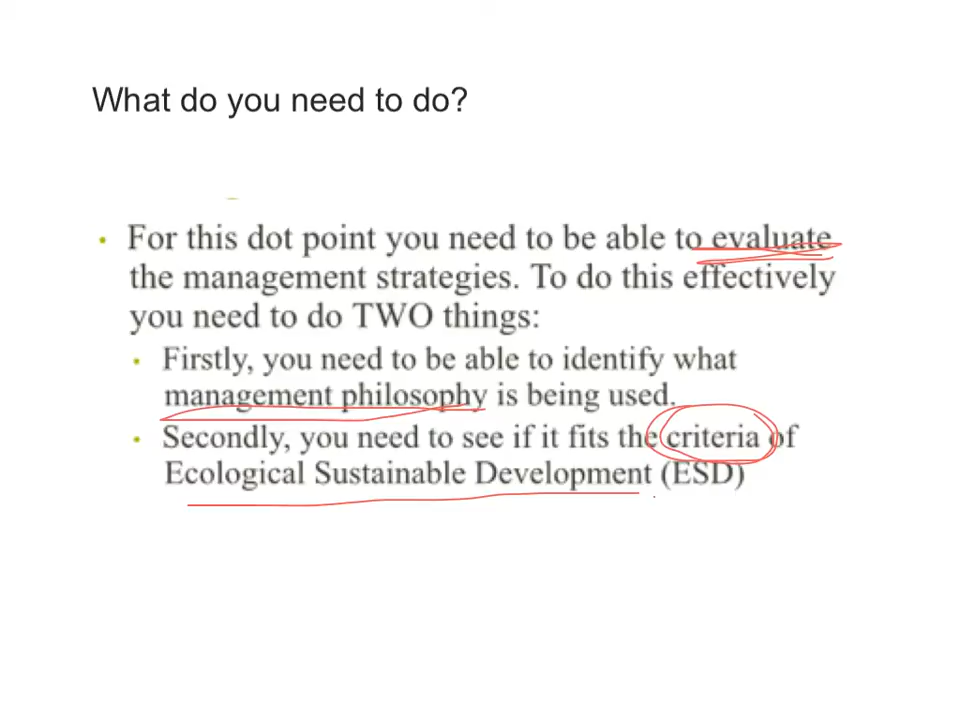 What do you need to do?
• For this dot point you need to be able to evaluate
the management strategies. To do this effectively
you need to do TWO things:
• Firstly, you need to be able to identify what
management philosophy is being used.
• Secondly, you need to see if it fits the criteria of
Ecological Sustainable Development (ESD)